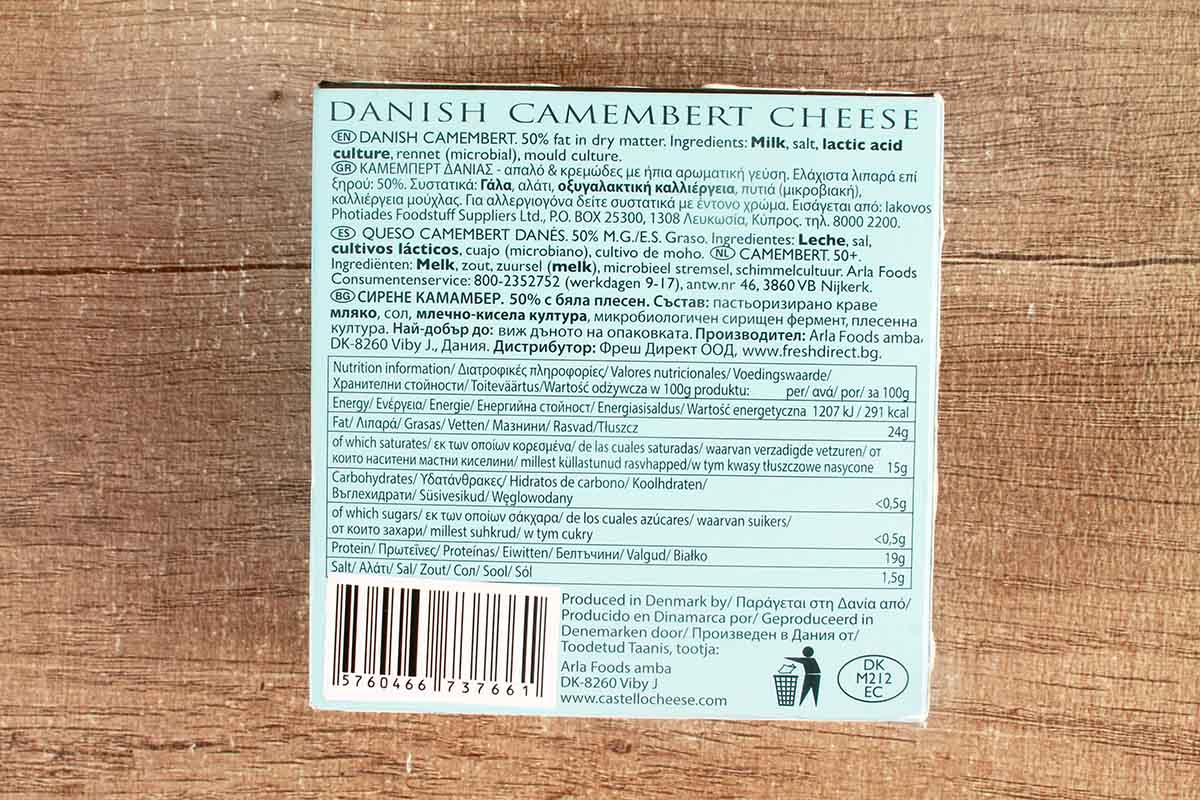 DANISH CAMEMBERT CHEESE
EN DANISH CAMEMBERT. 50% fat in dry matter. Ingredients: Milk, salt, lactic acid
culture, rennet (microbial), mould culture.
GR ΚΑΜΕΜΠΕΡΤ ΔΑΝΙΑΣ - απαλό & κρεμώδες με ήπια αρωματική γεύση. Ελάχιστα λιπαρά επί
ξηρού: 50%. Συστατικά: Γάλα, αλάτι, οξυγαλακτική καλλιέργεια, πυτιά (μικροβιακή),
καλλιέργεια μούχλας. Για αλλεργιογόνα δείτε συστατικά με έντονο χρώμα. Εισάγεται από: Iakovos
Photiades Foodstuff Suppliers Ltd., P.O. BOX 25300, 1308 Λευκωσία, Κύπρος. τηλ. 8000 2200.
ES QUESO CAMEMBERT DANÉS. 50% M.G./E.S. Graso. Ingredientes: Leche, sal,
cultivos lácticos, cuajo (microbiano), cultivo de moho. NL CAMEMBERT. 50+.
Ingrediënten: Melk, zout, zuursel (melk), microbieel stremsel, schimmelcultuur. Arla Foods
Consumentenservice: 800-2352752 (werkdagen 9-17), antw.nr 46, 3860 VB Nijkerk.
BG СИРЕНЕ КАМАМБЕР. 50% с бяла плесен. Състав: пастьоризирано краве
мляко, сол, млечно-кисела култура, микробиологичен сирищен фермент, плесенна
култура. Най-добър до: виж дъното на опаковката. Производител: Arla Foods amba,
DK-8260 Viby J., Дания. Дистрибутор: Фреш Директ ООД, www.freshdirect.bg.
Nutrition information/ Διατροφικές πληροφορίες/ Valores nutricionales/ Voedingswaarde/
Хранителни стойности/ Toiteväärtus/Wartość odżywcza w 100g produktu: per/ ανά/ por/ за 100g
Energy/ Ενέργεια/ Energie/ Енергийна стойност/ Energiasisaldus/ Wartość energetyczna 1207 kJ / 291 kcal
Fat/ Λιπαρά/ Grasas/ Vetten/ Мазнини/ Rasvad/Tłuszcz 24g
of which saturates/ εκ των οποίων κορεσμένα/ de las cuales saturadas/ waarvan verzadigde vetzuren/ от
които наситени мастни киселини/ millest küllastunud rasvhapped/w tym kwasy tłuszczowe nasycone 15g
Carbohydrates/ Υδατάνθρακες/ Hidratos de carbono/ Koolhdraten/
Въглехидрати/ Süsivesikud/ Węglowodany <0,5g
of which sugars/ εκ των οποίων σάκχαρα/ de los cuales azúcares/ waarvan suikers/
от които захари/ millest suhkrud/ w tym cukry <0,5g
Protein/ Πρωτεΐνες/ Proteínas/ Eiwitten/ Белтъчини/ Valgud/ Białko 19g
Salt/ Αλάτι/ Sal/ Zout/ Сол/ Sool/ Sól 1,5g
5760466 737661
Produced in Denmark by/ Παράγεται στη Δανία από/
Producido en Dinamarca por/ Geproduceerd in
Denemarken door/ Произведен в Дания от/
Toodetud Taanis, tootja:
Arla Foods amba
DK-8260 Viby J
www.castellocheese.com
DK
M212
EC